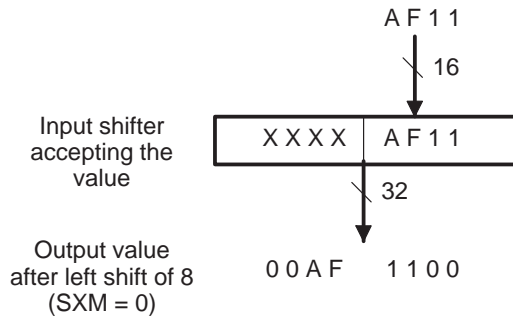 A F 1 1
16
Input shifter
accepting the
value
X X X X A F 1 1
32
Output value
after left shift of 8
(SXM = 0)
0 0 A F 1 1 0 0